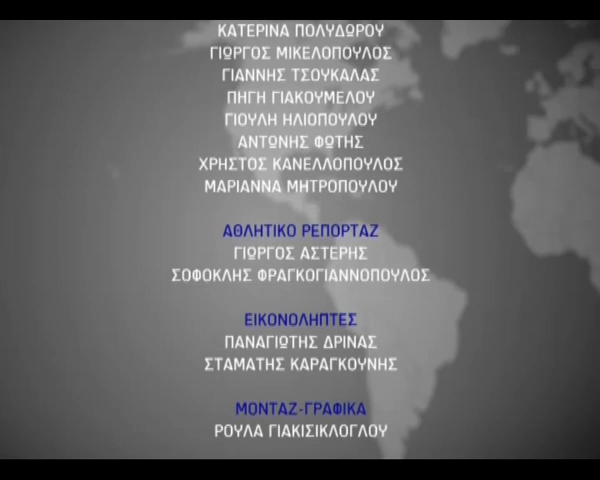 ΚΑΤΕΡΙΝΑ ΠΟΛΥΔΩΡΟΥ
ΓΙΩΡΓΟΣ ΜΙΚΕΛΟΠΟΥΛΟΣ
ΓΙΑΝΝΗΣ ΤΣΟΥΚΑΛΑΣ
ΠΗΓΗ ΓΙΑΚΟΥΜΕΛΟΥ
ΓΙΟΥΛΗ ΗΛΙΟΠΟΥΛΟΥ
ΑΝΤΩΝΗΣ ΦΩΤΗΣ
ΧΡΗΣΤΟΣ ΚΑΝΕΛΛΟΠΟΥΛΟΣ
ΜΑΡΙΑΝΝΑ ΜΗΤΡΟΠΟΥΛΟΥ
ΑΘΛΗΤΙΚΟ ΡΕΠΟΡΤΑΖ
ΓΙΩΡΓΟΣ ΑΣΤΕΡΗΣ
ΣΟΦΟΚΛΗΣ ΦΡΑΓΚΟΓΙΑΝΝΟΠΟΥΛΟΣ
ΕΙΚΟΝΟΛΗΠΤΕΣ
ΠΑΝΑΓΙΩΤΗΣ ΔΡΙΝΑΣ
ΣΤΑΜΑΤΗΣ ΚΑΡΑΓΚΟΥΝΗΣ
ΜΟΝΤΑΖ-ΓΡΑΦΙΚΑ
ΡΟΥΛΑ ΓΙΑΚΙΣΙΚΛΟΓΛΟΥ